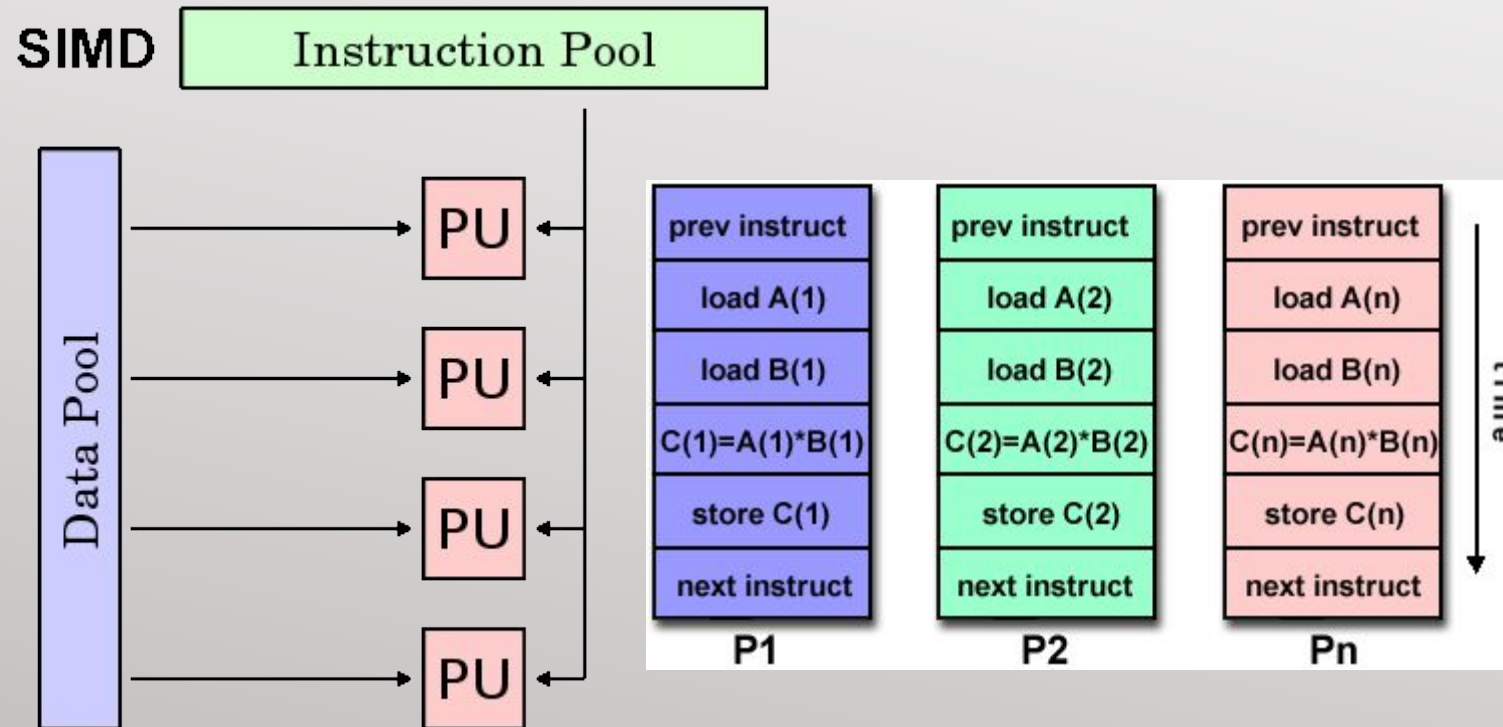 SIMD
Instruction Pool
Data Pool
PU
PU
PU
PU
prev instruct
load A(1)
load B(1)
C(1)=A(1)*B(1)
store C(1)
next instruct
P1
prev instruct
load A(2)
load B(2)
C(2)=A(2)*B(2)
store C(2)
next instruct
P2
prev instruct
load A(n)
load B(n)
C(n)=A(n)*B(n)
store C(n)
next instruct
Pn
time